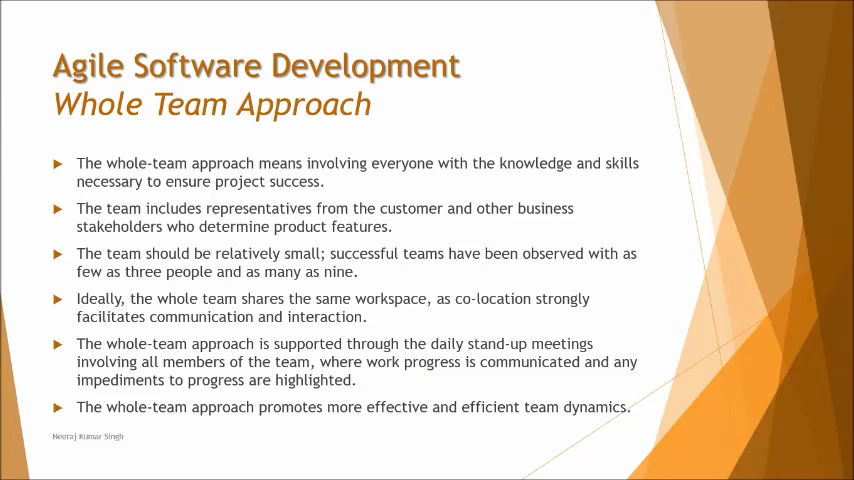 Agile Software Development
Whole Team Approach
The whole-team approach means involving everyone with the knowledge and skills
necessary to ensure project success.
The team includes representatives from the customer and other business
stakeholders who determine product features.
The team should be relatively small; successful teams have been observed with as
few as three people and as many as nine.
Ideally, the whole team shares the same workspace, as co-location strongly
facilitates communication and interaction.
The whole-team approach is supported through the daily stand-up meetings
involving all members of the team, where work progress is communicated and any
impediments to progress are highlighted.
The whole-team approach promotes more effective and efficient team dynamics.
Neeraj Kumar Singh